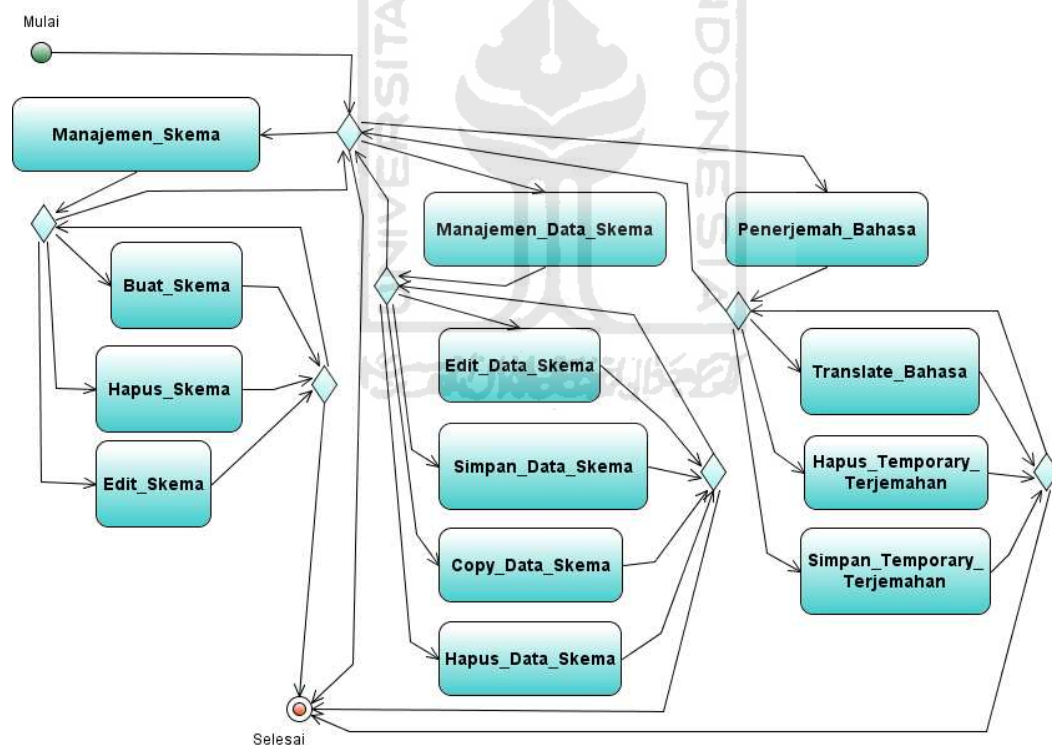 Mulai
Manajemen_Skema
Manajemen_Data_Skema
Penerjemah_Bahasa
Buat_Skema
Hapus_Skema
Edit_Skema
Edit_Data_Skema
Simpan_Data_Skema
Copy_Data_Skema
Hapus_Data_Skema
Translate_Bahasa
Hapus_Temporary_
Terjemahan
Simpan_Temporary_
Terjemahan
Selesai